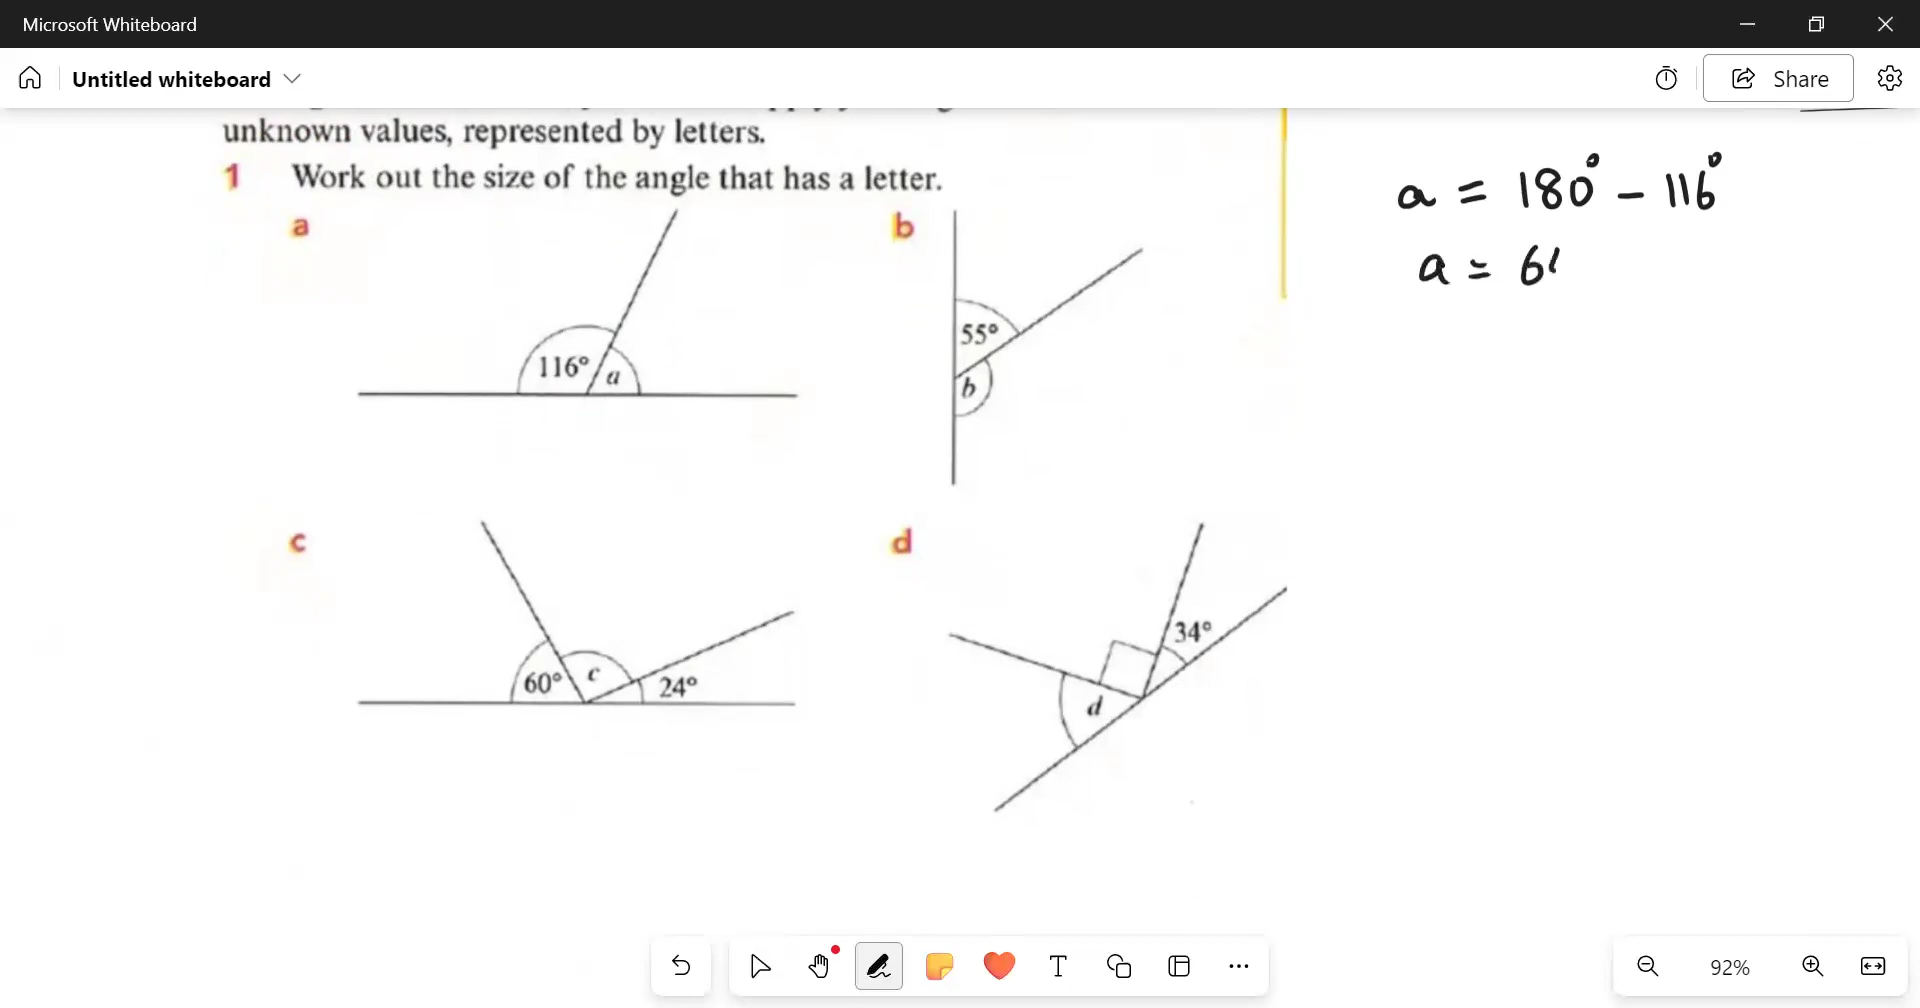 Microsoft Whiteboard
Untitled whiteboard
Share
unknown values, represented by letters.
1 Work out the size of the angle that has a letter.
a
116°
a
b
55°
b
c
60°
c
24°
d
34°
d
a = 180° - 116°
a = 6
92%